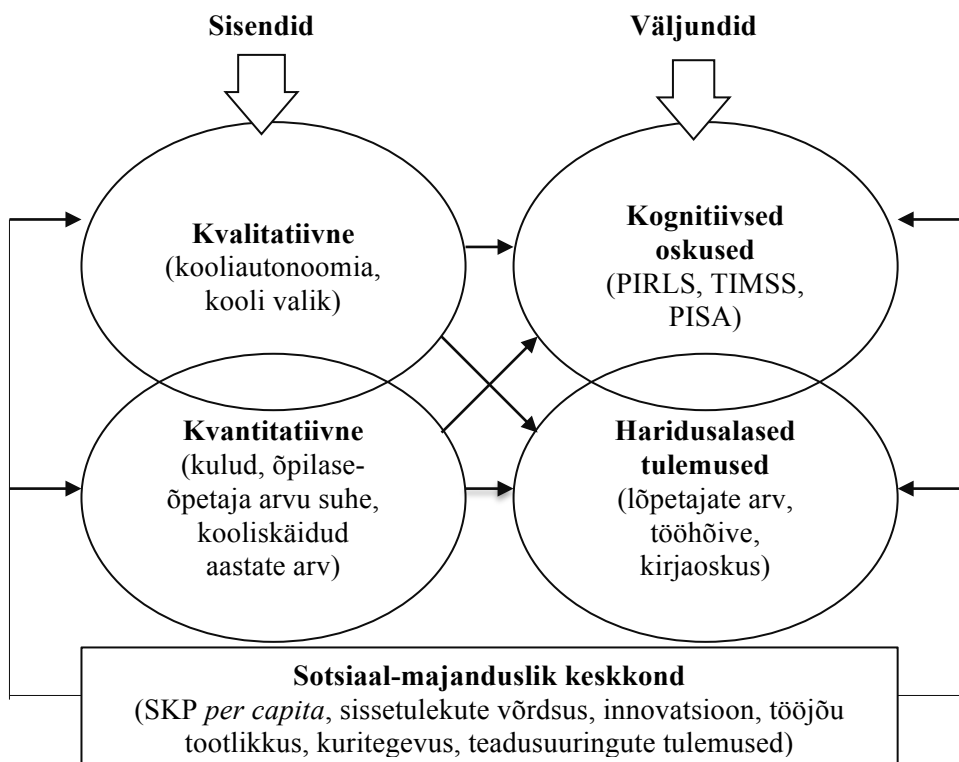 Sisendid
Väljundid
Kvalitatiivne
(kooliautonoomia,
kooli valik)
Kognitiivsed
oskused
(PIRLS, TIMSS,
PISA)
Kvantitatiivne
(kulud, õpilase-
õpetaja arvu suhe,
kooliskäidud
aastate arv)
Haridusalased
tulemused
(lõpetajate arv,
tööhõive,
kirjaoskus)
Sotsiaal-majanduslik keskkond
(SKP per capita, sissetulekute võrdsus, innovatsioon, tööjõu
tootlikkus, kuritegevus, teadusuuringute tulemused)